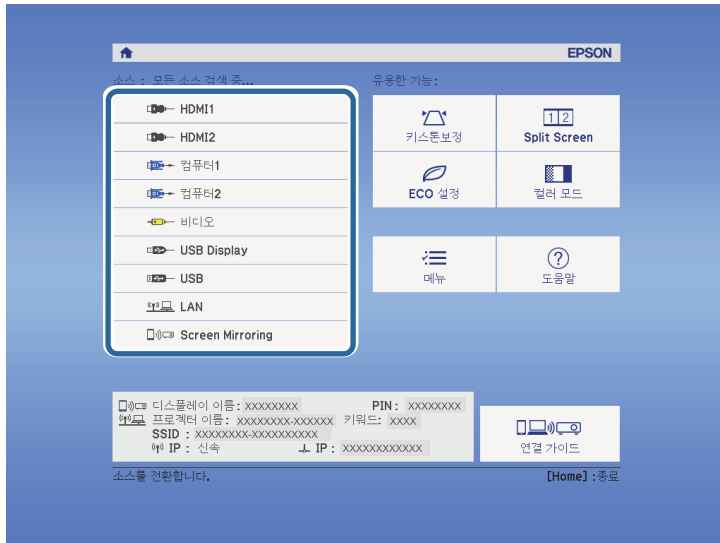 EPSON
소스 : 모든 소스 검색 중...
유용한 기능:
HDMI1
HDMI2
컴퓨터1
컴퓨터2
비디오
USB Display
USB
LAN
Screen Mirroring
키스톤보정
1 2
Split Screen
ECO 설정
컬러 모드
메뉴
?
도움말
디스플레이 이름: XXXXXXXX PIN: XXXXXXXX
프로젝터 이름: XXXXXXXX-XXXXXX 키워드: XXXX
SSID : XXXXXXXX-XXXXXXXXXX
IP : 신속 IP : XXXXXXXXXXXX
연결 가이드
소스를 전환합니다. [Home] :종료